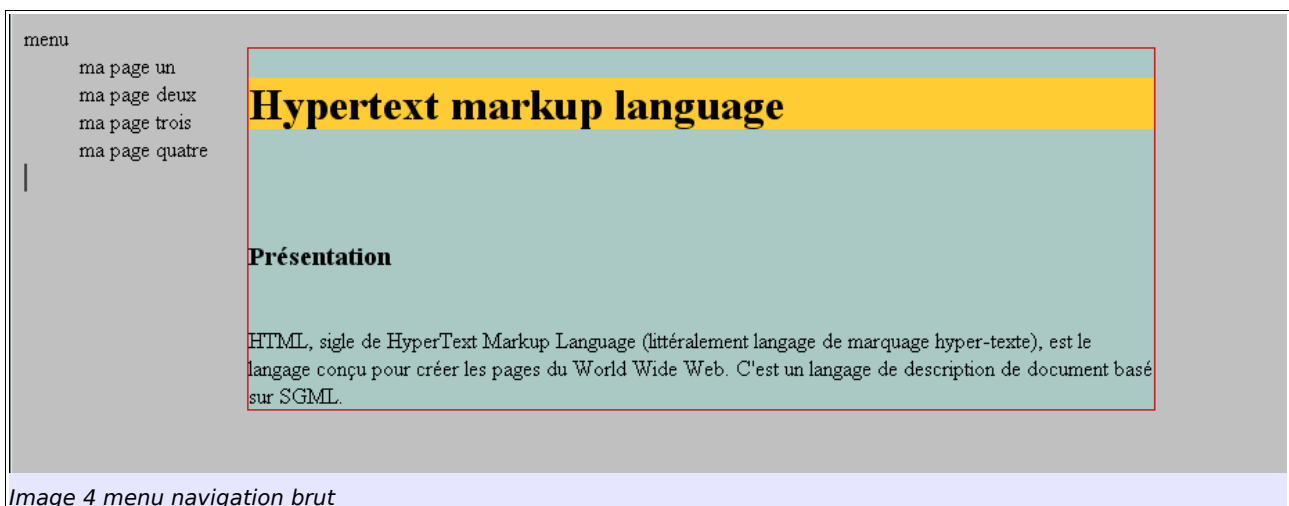 menu
ma page un
ma page deux
ma page trois
ma page quatre
Hypertext markup language
Présentation
HTML, sigle de HyperText Markup Language (littéralement langage de marquage hyper-texte), est le
langage conçu pour créer les pages du World Wide Web. C'est un langage de description de document basé
sur SGML.
Image 4 menu navigation brut